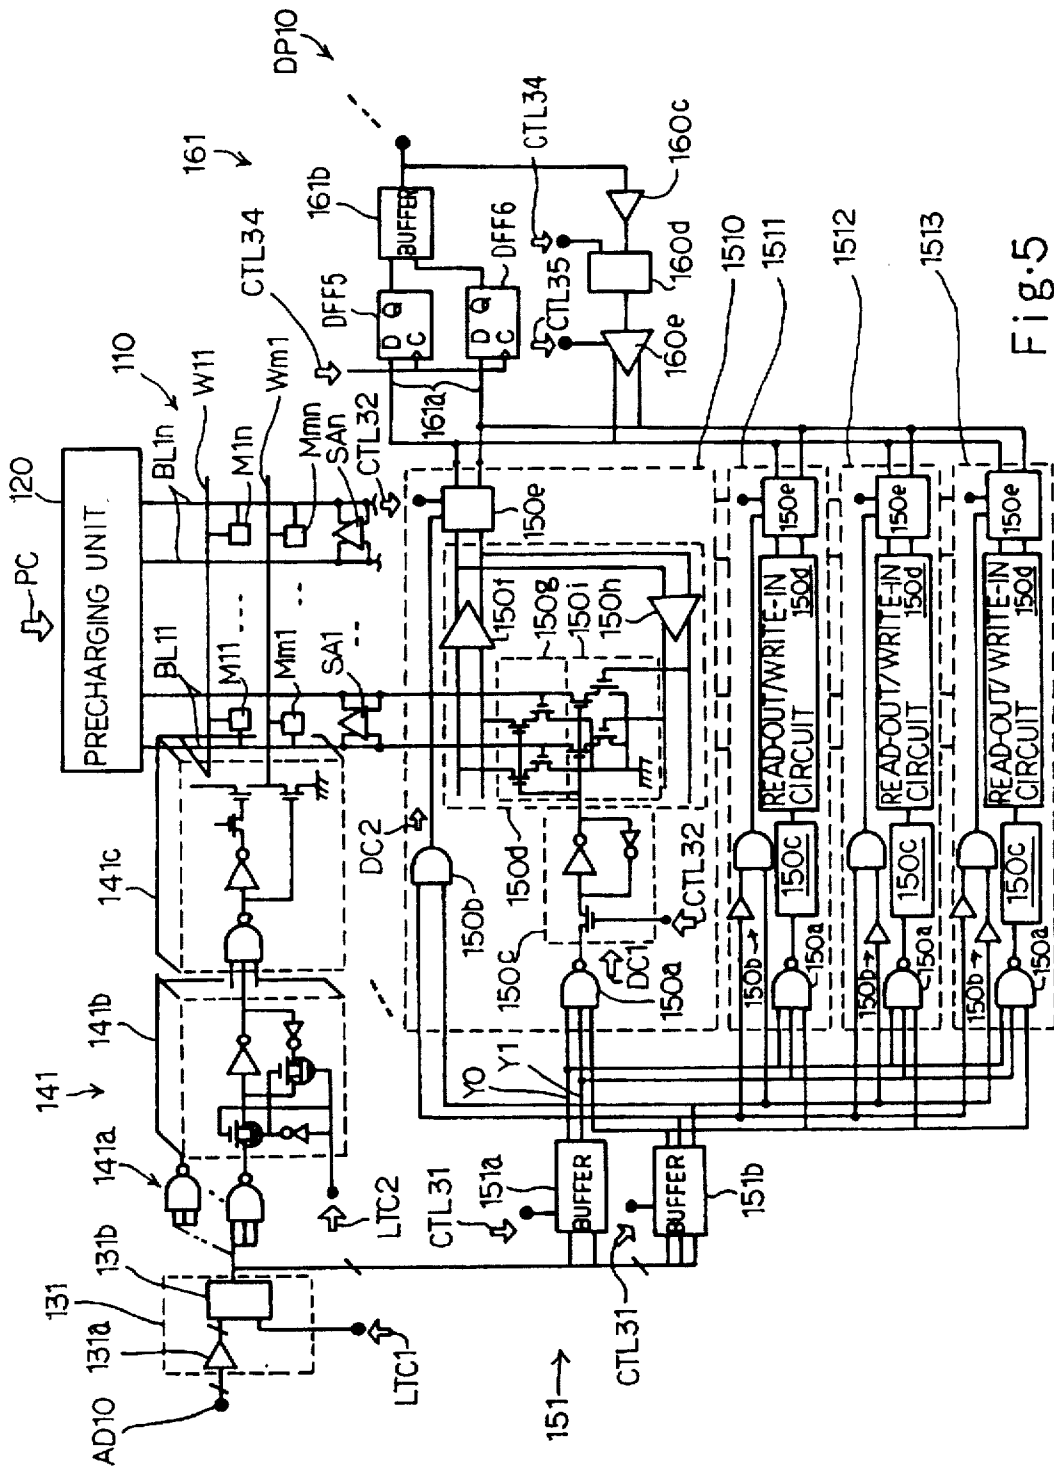 AD10
131
131a
131b
LTC1
141
141a
141b
141c
LTC2
PC
120
PRECHARGING UNIT
BL11
BL1n
110
W11
Wm1
M11
M1n
Mm1
Mmn
SA1
SAn
CTL32
161
CTL34
DP10
161b
BUFFER
DFF5
D Q
C
DFF6
D Q
C
161a
CTL34
CTL35
160c
160d
160e
151
CTL31
151a
BUFFER
CTL31
151b
BUFFER
Y0
Y1
DC2
150b
150c
DC1
150a
CTL32
150d
150e
150f
150g
150i
150h
1510
1511
1512
1513
150b
150a
150c
READ-OUT/WRITE-IN
CIRCUIT
150d
150e
150b
150a
150c
READ-OUT/WRITE-IN
CIRCUIT
150d
150e
150b
150a
150c
READ-OUT/WRITE-IN
CIRCUIT
150d
150e
Fig.5